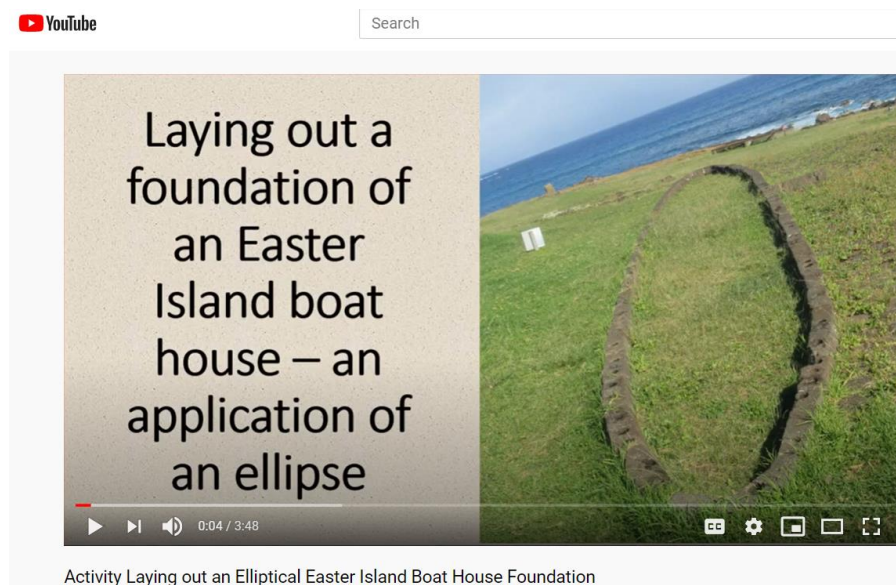 YouTube
Search
Laying out a
foundation of
an Easter
Island boat
house – an
application of
an ellipse
0:04 / 3:48
CC
Activity Laying out an Elliptical Easter Island Boat House Foundation